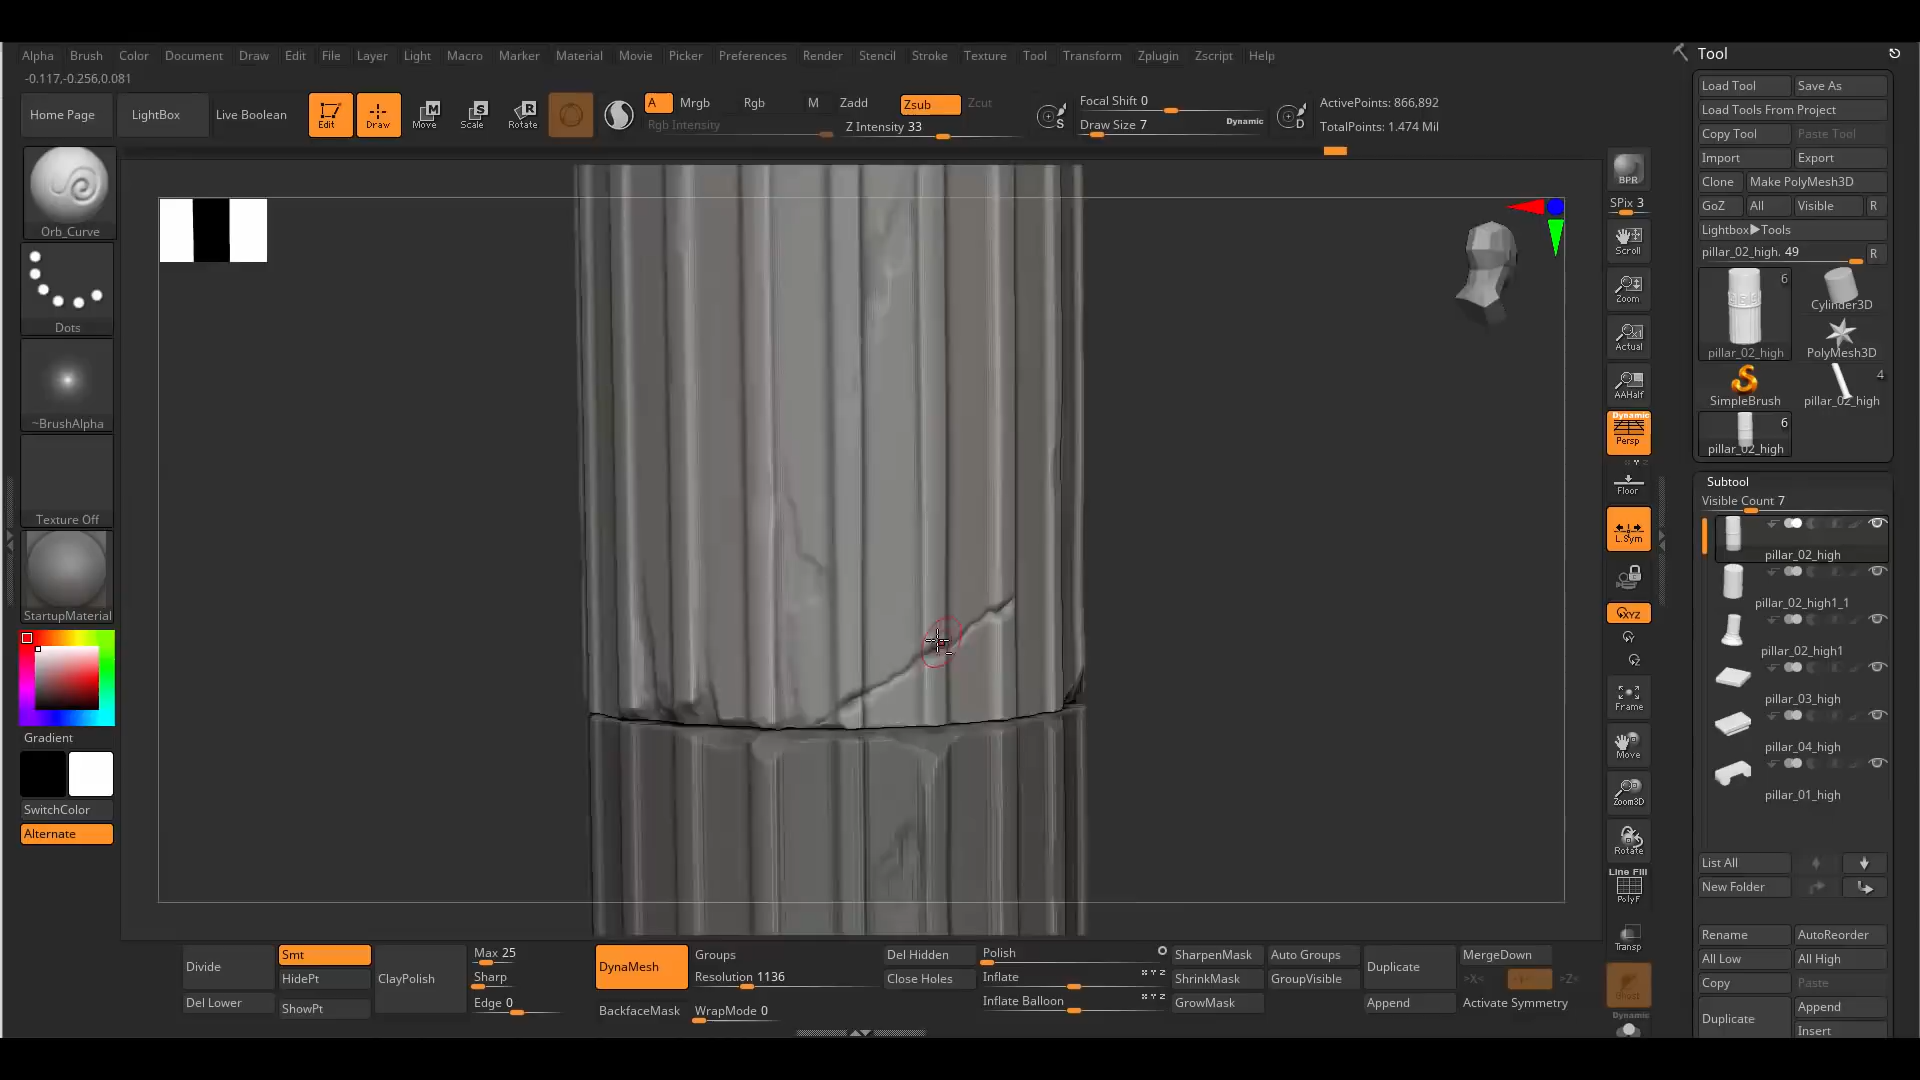 Alpha Brush Color Document Draw Edit File Layer Light Macro Marker Material Movie Picker Preferences Render Stencil Stroke Texture Tool Transform Zplugin Zscript Help
-0.117,-0.256,0.081
Home Page LightBox Live Boolean Edit Draw Move Scale Rotate
A Mrgb Rgb M Zadd Zsub Zcut
Rgb Intensity Z Intensity 33
Focal Shift 0
Draw Size 7 Dynamic
ActivePoints: 866,892
TotalPoints: 1.474 Mil
Orb_Curve
Dots
~BrushAlpha
Texture Off
StartupMaterial
Gradient
SwitchColor
Alternate
BPR
SPix 3
Scroll
Zoom
Actual
AAHalf
Dynamic
Persp
Floor
L.Sym
XYZ
Y
Z
Frame
Move
Zoom3D
Rotate
Line Fill
PolyF
Transp
Ghost
Dynamic
Tool
Load Tool Save As
Load Tools From Project
Copy Tool Paste Tool
Import Export
Clone Make PolyMesh3D
GoZ All Visible R
Lightbox▶Tools
pillar_02_high. 49 R
6
Cylinder3D
pillar_02_high PolyMesh3D
4
SimpleBrush pillar_02_high
6
pillar_02_high
Subtool
Visible Count 7
pillar_02_high
pillar_02_high1_1
pillar_02_high1
pillar_03_high
pillar_04_high
pillar_01_high
List All
New Folder
Rename AutoReorder
All Low All High
Copy Paste
Duplicate Append
Insert
Divide Smt
HidePt
Del Lower ShowPt
ClayPolish
Max 25
Sharp
Edge 0
DynaMesh
BackfaceMask
Groups
Resolution 1136
WrapMode 0
Del Hidden
Close Holes
Polish
Inflate
Inflate Balloon
SharpenMask
ShrinkMask
GrowMask
Auto Groups
GroupVisible
Duplicate
Append
MergeDown
>X< >Z<
Activate Symmetry